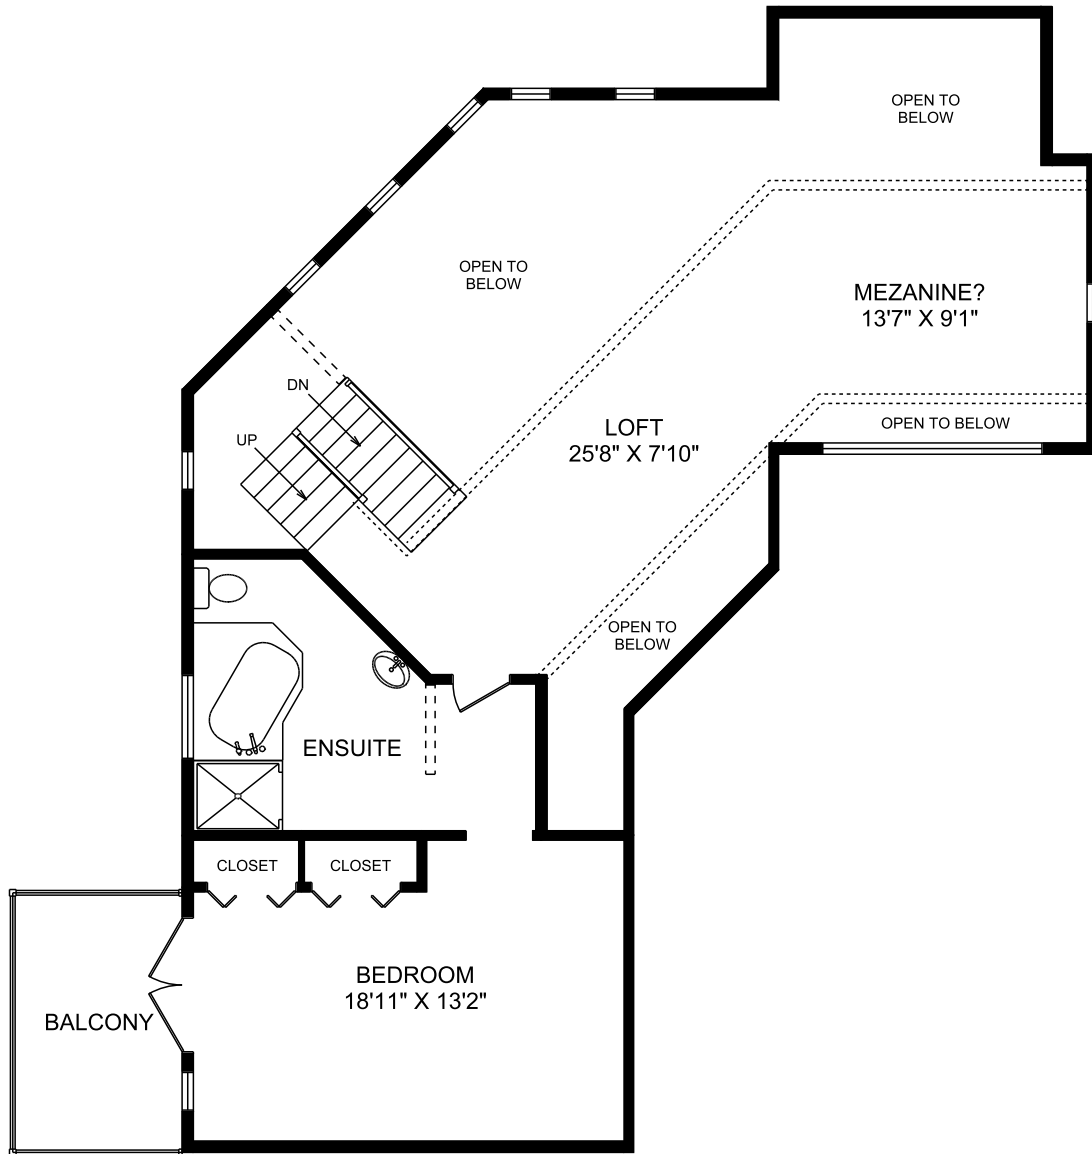 OPEN TO
BELOW
OPEN TO
BELOW
MEZANINE?
13'7" X 9'1"
DN
UP
LOFT
25'8" X 7'10"
OPEN TO BELOW
OPEN TO
BELOW
ENSUITE
CLOSET
CLOSET
BEDROOM
18'11" X 13'2"
BALCONY